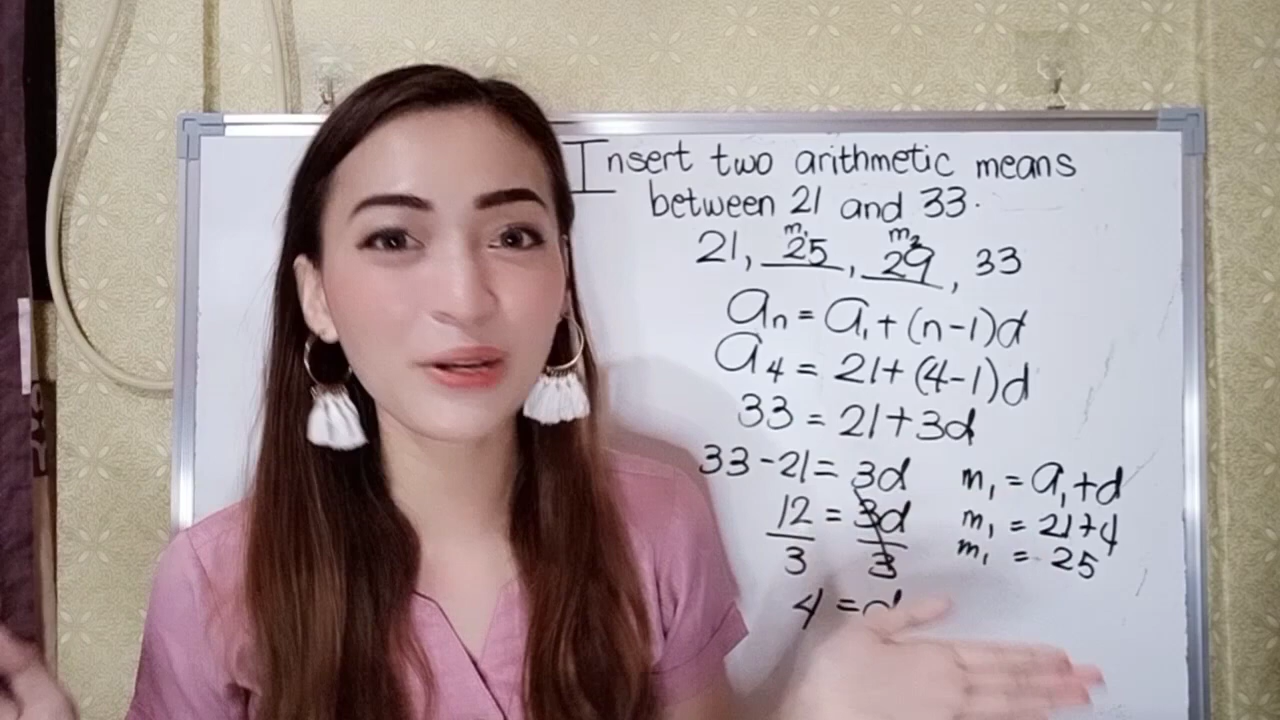 Insert two arithmetic means
between 21 and 33.
m₁ m₂
21, 25, 29, 33
aₙ = a₁ + (n-1)d
a₄ = 21 + (4-1)d
33 = 21 + 3d
33 - 21 = 3d
12 = 3d
3 3
4 = d
m₁ = a₁ + d
m₁ = 21 + 4
m₁ = 25